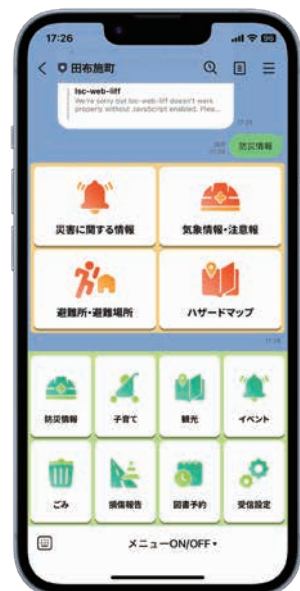 17:26
田布施町
lsc-web-liff
We're sorry but lsc-web-liff doesn't work
properly without JavaScript enabled. Plea...
17:25
防災情報
災害に関する情報
気象情報・注意報
避難所・避難場所
ハザードマップ
17:26
防災情報
子育て
観光
イベント
ごみ
損傷報告
図書予約
受信設定
メニューON/OFF▾